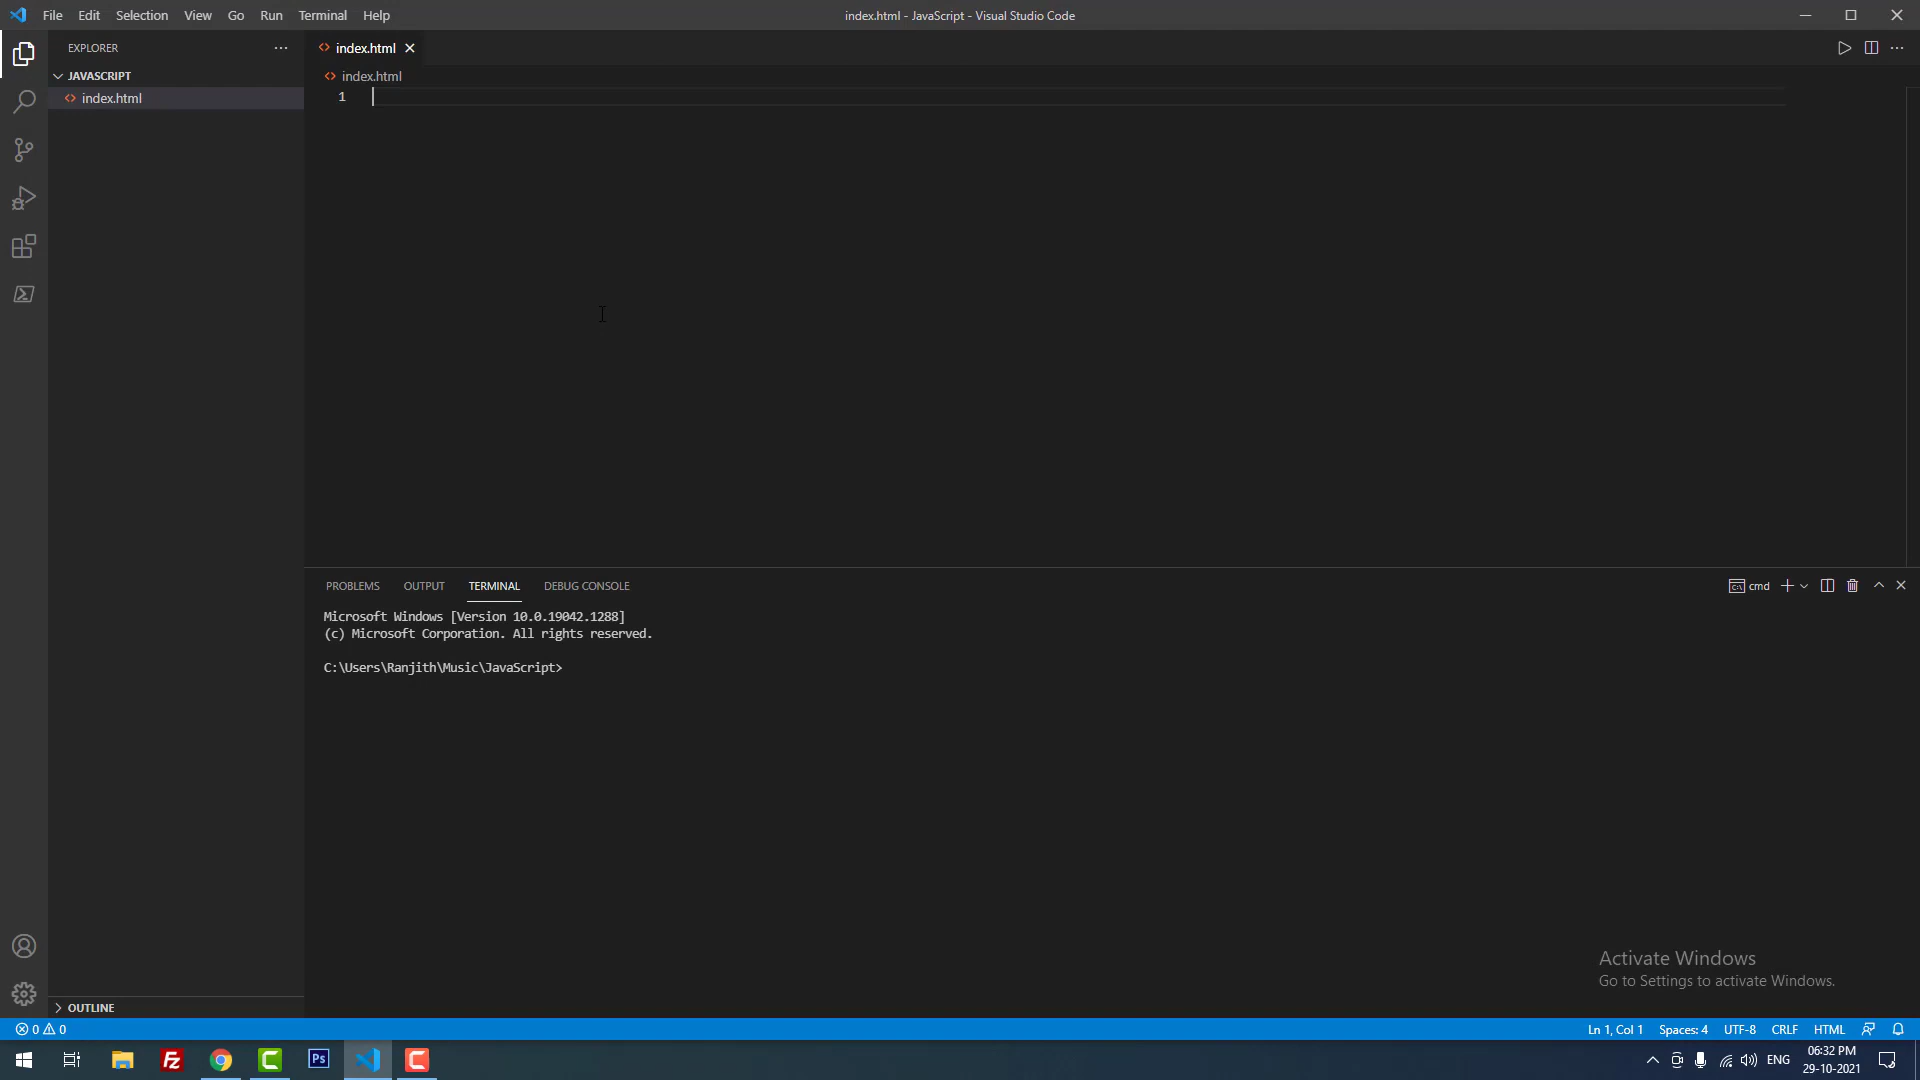 File Edit Selection View Go Run Terminal Help
index.html - JavaScript - Visual Studio Code
EXPLORER
JAVASCRIPT
index.html
index.html
index.html
1
PROBLEMS OUTPUT TERMINAL DEBUG CONSOLE
cmd
Microsoft Windows [Version 10.0.19042.1288]
(c) Microsoft Corporation. All rights reserved.
C:\Users\Ranjith\Music\JavaScript>
Activate Windows
Go to Settings to activate Windows.
OUTLINE
0 0
Ln 1, Col 1 Spaces: 4 UTF-8 CRLF HTML
Fz
C
Ps
C
ENG
06:32 PM
29-10-2021